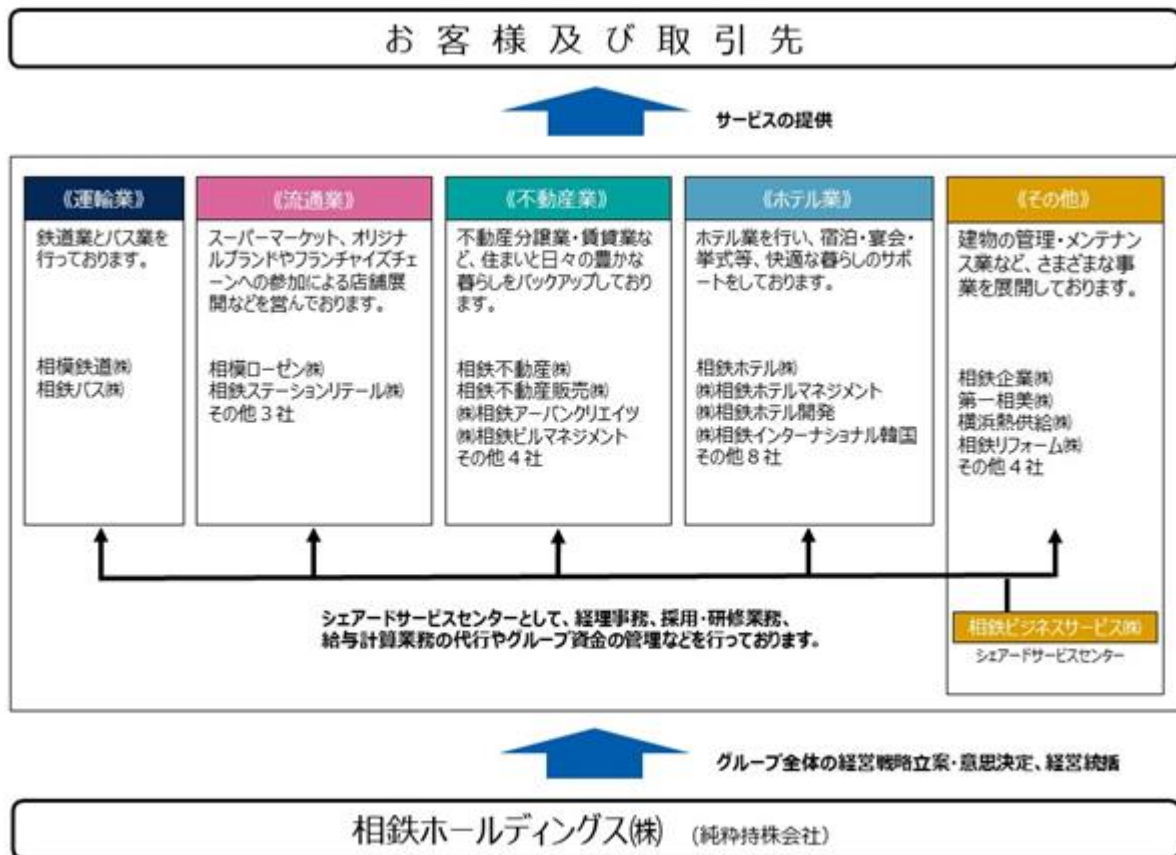 お客様及び取引先
サービスの提供
《運輸業》
鉄道業とバス業を
行っております。
相模鉄道㈱
相鉄バス㈱
《流通業》
スーパーマーケット、オリジナ
ルブランドやフランチャイズチェ
ーンへの参加による店舗展
開などを営んでおります。
相模ローゼン㈱
相鉄ステーションリテール㈱
その他３社
《不動産業》
不動産分譲業・賃貸業な
ど、住まいと日々の豊かな
暮らしをバックアップしており
ます。
相鉄不動産㈱
相鉄不動産販売㈱
㈱相鉄アーバンクリエイツ
㈱相鉄ビルマネジメント
その他４社
《ホテル業》
ホテル業を行い、宿泊・宴会・
挙式等、快適な暮らしのサポ
ートをしております。
相鉄ホテル㈱
㈱相鉄ホテルマネジメント
㈱相鉄ホテル開発
㈱相鉄インターナショナル韓国
その他８社
《その他》
建物の管理・メンテナン
ス業など、さまざまな事
業を展開しております。
相鉄企業㈱
第一相美㈱
横浜熱供給㈱
相鉄リフォーム㈱
その他４社
シェアードサービスセンターとして、経理事務、採用・研修業務、
給与計算業務の代行やグループ資金の管理などを行っております。
相鉄ビジネスサービス㈱
シェアードサービスセンター
グループ全体の経営戦略立案・意思決定、経営統括
相鉄ホールディングス㈱（純粋持株会社）